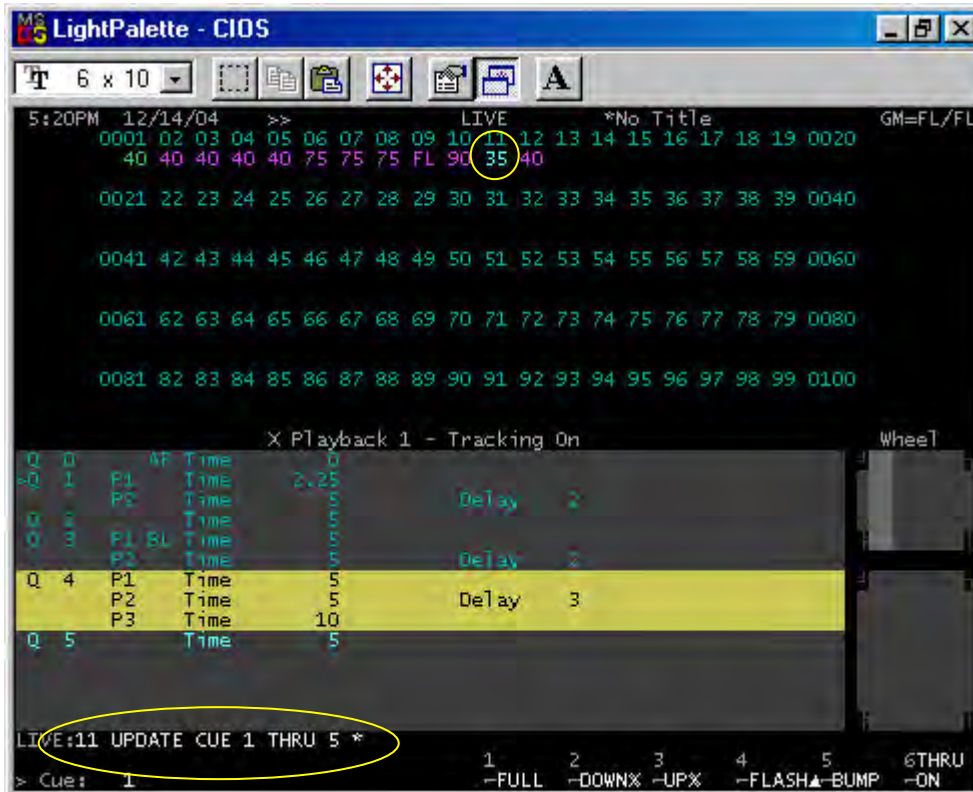 LightPalette - CIOS
6 x 10
5:20PM 12/14/04 >> LIVE *No Title GM=FL/FL
0001 02 03 04 05 06 07 08 09 10 11 12 13 14 15 16 17 18 19 0020
40 40 40 40 40 75 75 75 FL 90 35 40
0021 22 23 24 25 26 27 28 29 30 31 32 33 34 35 36 37 38 39 0040
0041 42 43 44 45 46 47 48 49 50 51 52 53 54 55 56 57 58 59 0060
0061 62 63 64 65 66 67 68 69 70 71 72 73 74 75 76 77 78 79 0080
0081 82 83 84 85 86 87 88 89 90 91 92 93 94 95 96 97 98 99 0100
X Playback 1 - Tracking On Wheel
Q 0 AF Time 0
>Q 1 P1 Time 2.25
P2 Time 5 Delay 2
Q 2 Time 5
Q 3 P1 BL Time 5
P2 Time 5 Delay 2
Q 4 P1 Time 5
P2 Time 5 Delay 3
P3 Time 10
Q 5 Time 5
LIVE:11 UPDATE CUE 1 THRU 5 *
1 2 3 4 5 6THRU
> Cue: 1 —FULL —DOWN% —UP% —FLASH▲—BUMP —ON